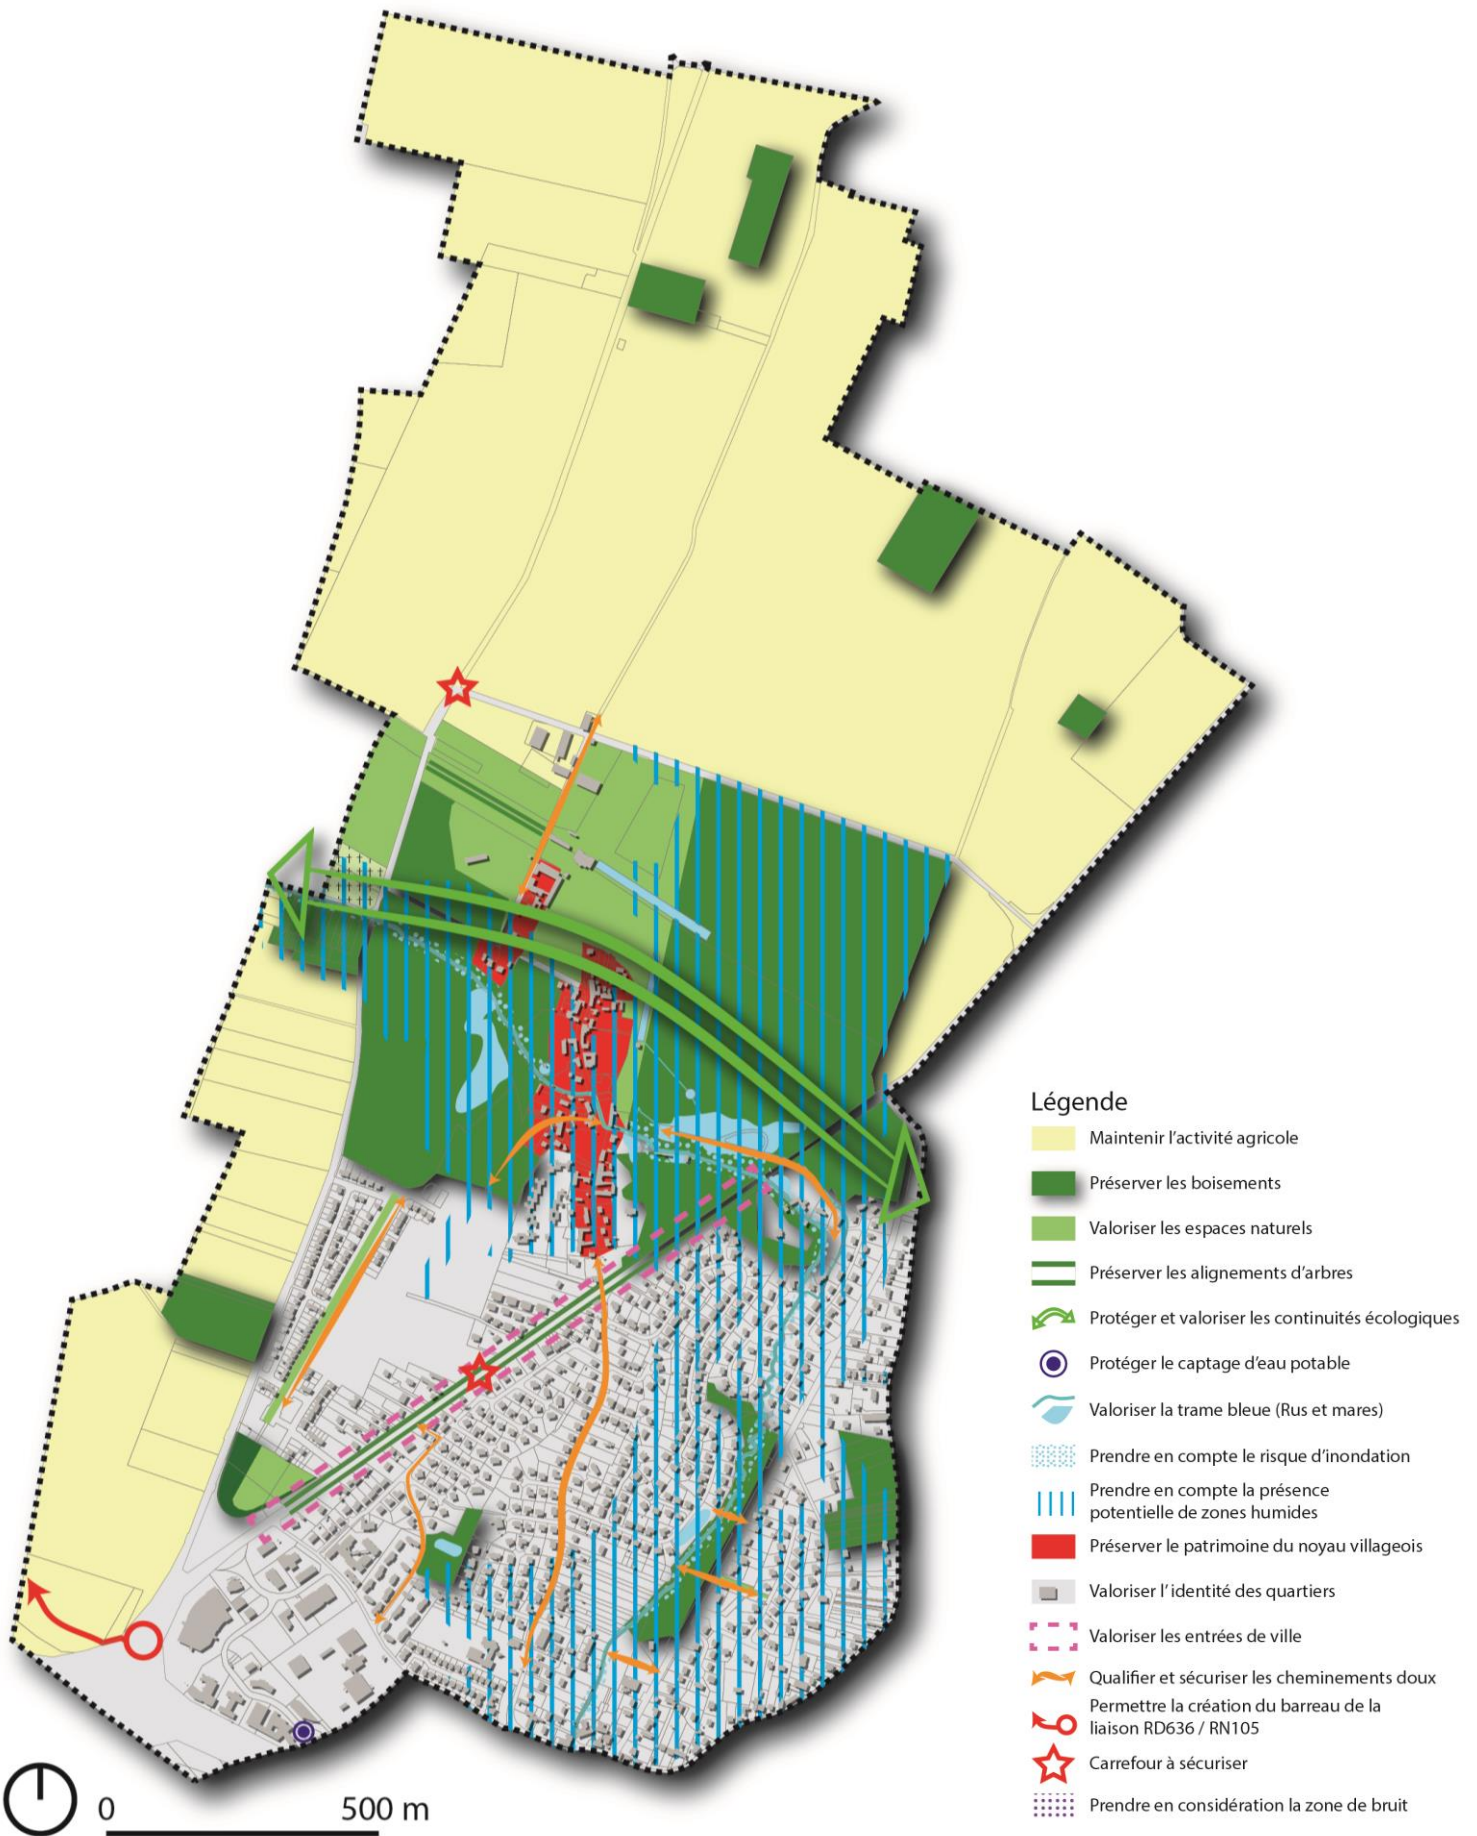 Légende
Maintenir l'activité agricole
Préserver les boisements
Valoriser les espaces naturels
Préserver les alignements d'arbres
Protéger et valoriser les continuités écologiques
Protéger le captage d'eau potable
Valoriser la trame bleue (Rus et mares)
Prendre en compte le risque d'inondation
Prendre en compte la présence
potentielle de zones humides
Préserver le patrimoine du noyau villageois
Valoriser l'identité des quartiers
Valoriser les entrées de ville
Qualifier et sécuriser les cheminements doux
Permettre la création du barreau de la
liaison RD636 / RN105
Carrefour à sécuriser
Prendre en considération la zone de bruit
0 500 m